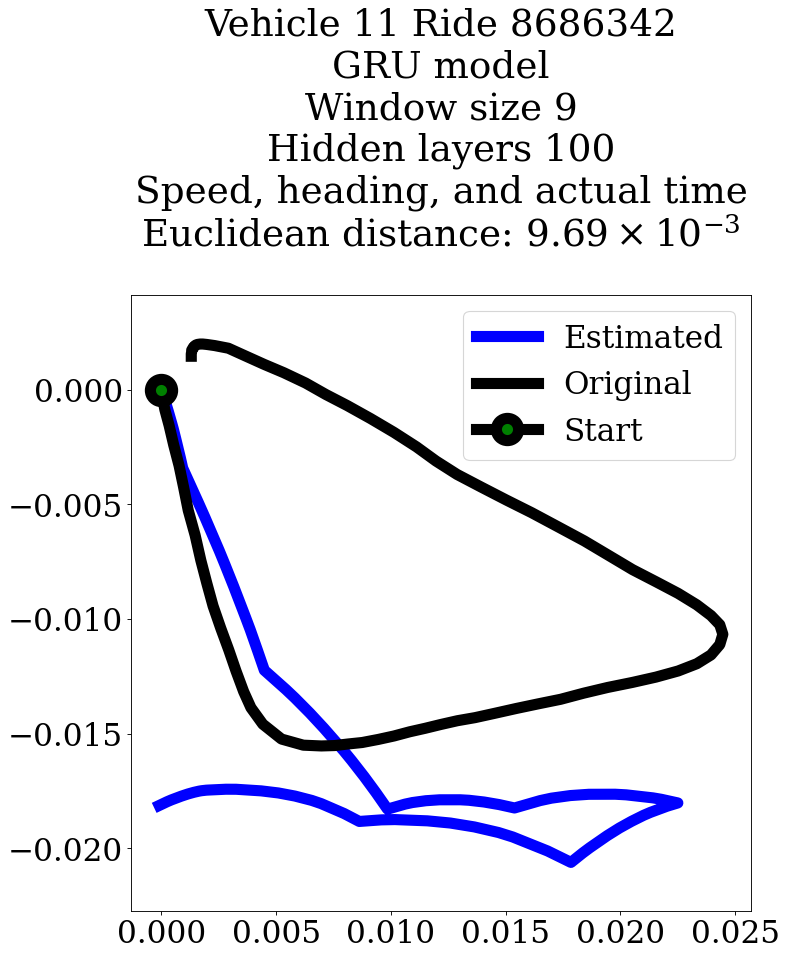 Vehicle 11 Ride 8686342
GRU model
Window size 9
Hidden layers 100
Speed, heading, and actual time
Euclidean distance: 9.69 × 10⁻³
Estimated
Original
Start
0.000
−0.005
−0.010
−0.015
−0.020
0.000 0.005 0.010 0.015 0.020 0.025